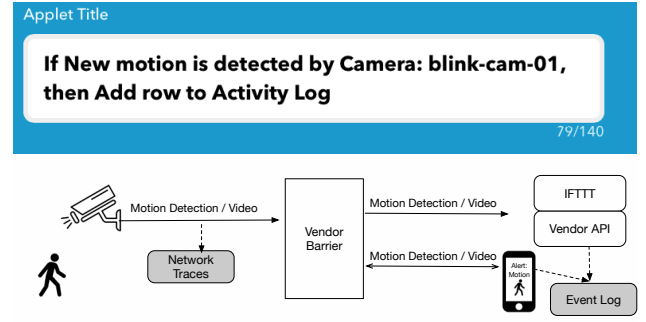 Applet Title
If New motion is detected by Camera: blink-cam-01,
then Add row to Activity Log
79/140
Motion Detection / Video
Network
Traces
Vendor
Barrier
Motion Detection / Video
Motion Detection / Video
IFTTT
Vendor API
Alert:
Motion
Event Log